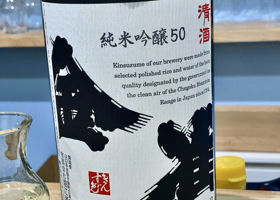 清酒
純米吟醸50
Kinsuzume of our brewery were made from
selected polished rice and water of the best
quality designated by the government in
the clean air of the Chugoku Mountain
Range in Japan since